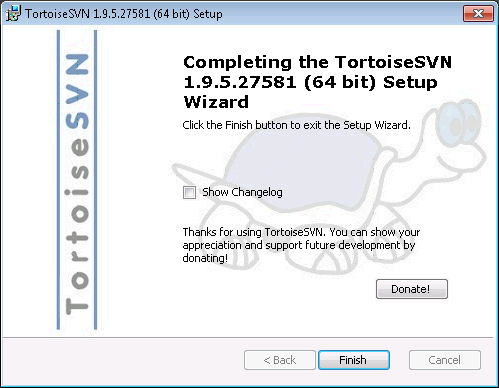 TortoiseSVN 1.9.5.27581 (64 bit) Setup
TortoiseSVN
Completing the TortoiseSVN
1.9.5.27581 (64 bit) Setup
Wizard
Click the Finish button to exit the Setup Wizard.
Show Changelog
Thanks for using TortoiseSVN. You can show your
appreciation and support future development by
donating!
Donate!
< Back
Finish
Cancel